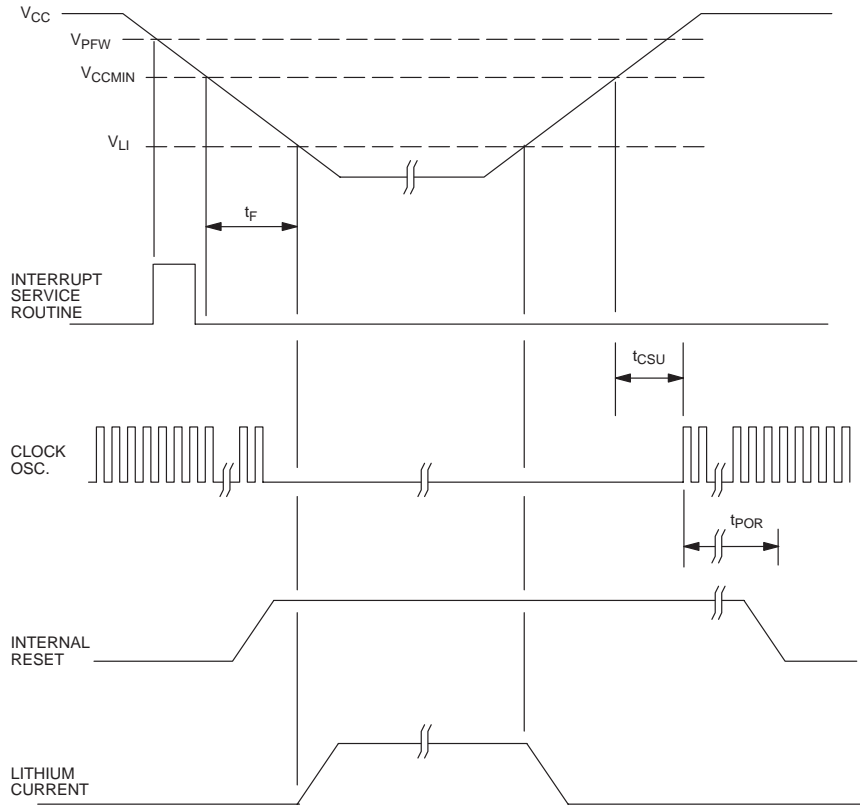 VCC
VPFW
VCCMIN
VLI
tF
INTERRUPT
SERVICE
ROUTINE
tCSU
CLOCK
OSC.
tPOR
INTERNAL
RESET
LITHIUM
CURRENT